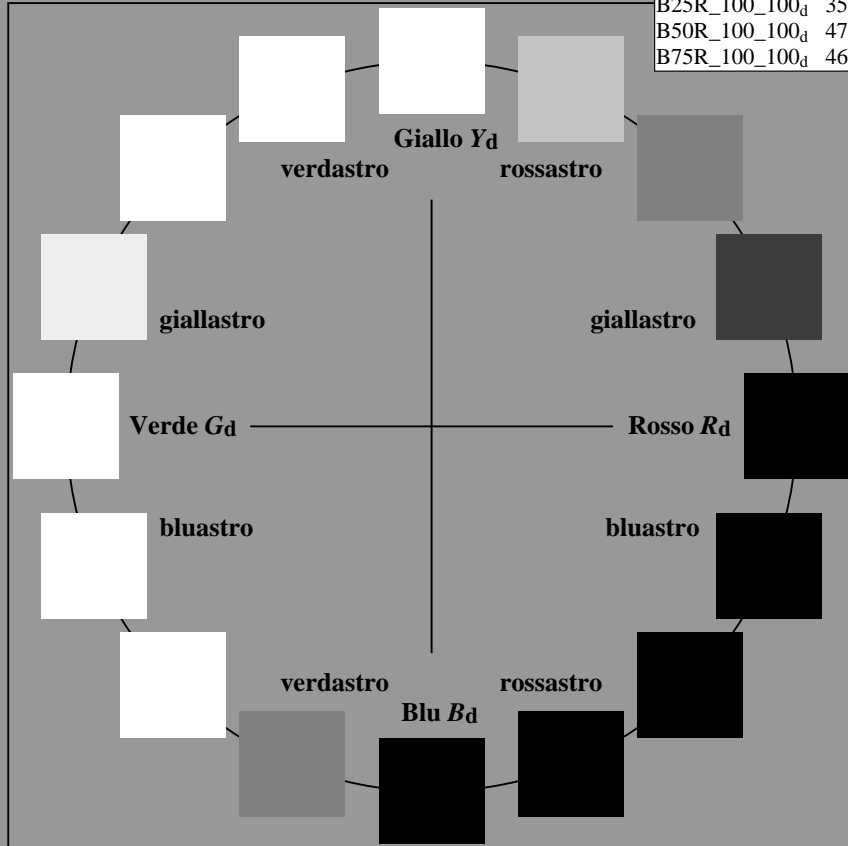 B25R_100_100d 35
B50R_100_100d 47
B75R_100_100d 46
Giallo Yd
verdastro rossastro
giallastro giallastro
Verde Gd Rosso Rd
bluastro bluastro
verdastro rossastro
Blu Bd